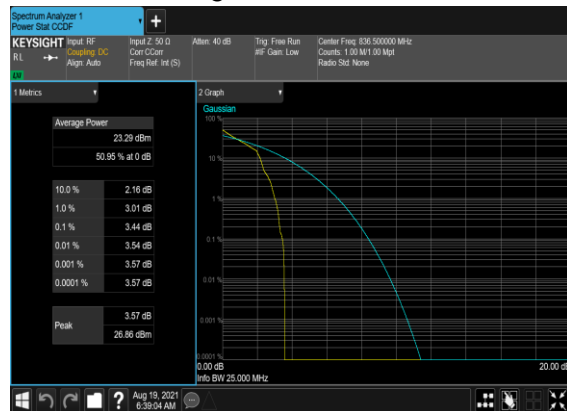 Spectrum Analyzer 1
Power Stat CCDF
+
KEYSIGHT
Input: RF
Input Z: 50 Ω
Atten: 40 dB
Trig: Free Run
Center Freq: 836.500000 MHz
R L
Coupling: DC
Corr CCorr
#IF Gain: Low
Counts: 1.00 M/1.00 Mpt
Align: Auto
Freq Ref: Int (S)
Radio Std: None
LXI
1 Metrics
2 Graph
Gaussian
Average Power
23.29 dBm
50.95 % at 0 dB
10.0 % 2.16 dB
1.0 % 3.01 dB
0.1 % 3.44 dB
0.01 % 3.54 dB
0.001 % 3.57 dB
0.0001 % 3.57 dB
Peak
3.57 dB
26.86 dBm
100 %
10 %
1 %
0.1 %
0.01 %
0.001 %
0.0001 %
0.00 dB
20.00 dB
Info BW 25.000 MHz
?
Aug 19, 2021
6:39:04 AM